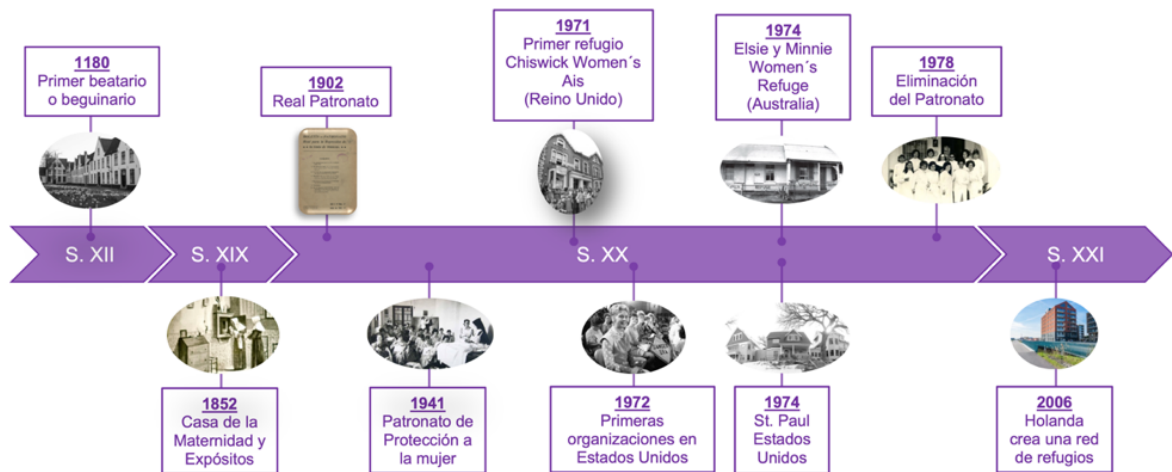 1180
Primer beatario
o beguinario
1902
Real Patronato
1971
Primer refugio
Chiswick Women´s
Ais
(Reino Unido)
1974
Elsie y Minnie
Women´s
Refuge
(Australia)
1978
Eliminación
del Patronato
S. XII
S. XIX
S. XX
S. XXI
1852
Casa de la
Maternidad y
Expósitos
1941
Patronato de
Protección a
la mujer
1972
Primeras
organizaciones en
Estados Unidos
1974
St. Paul
Estados
Unidos
2006
Holanda
crea una red
de refugios